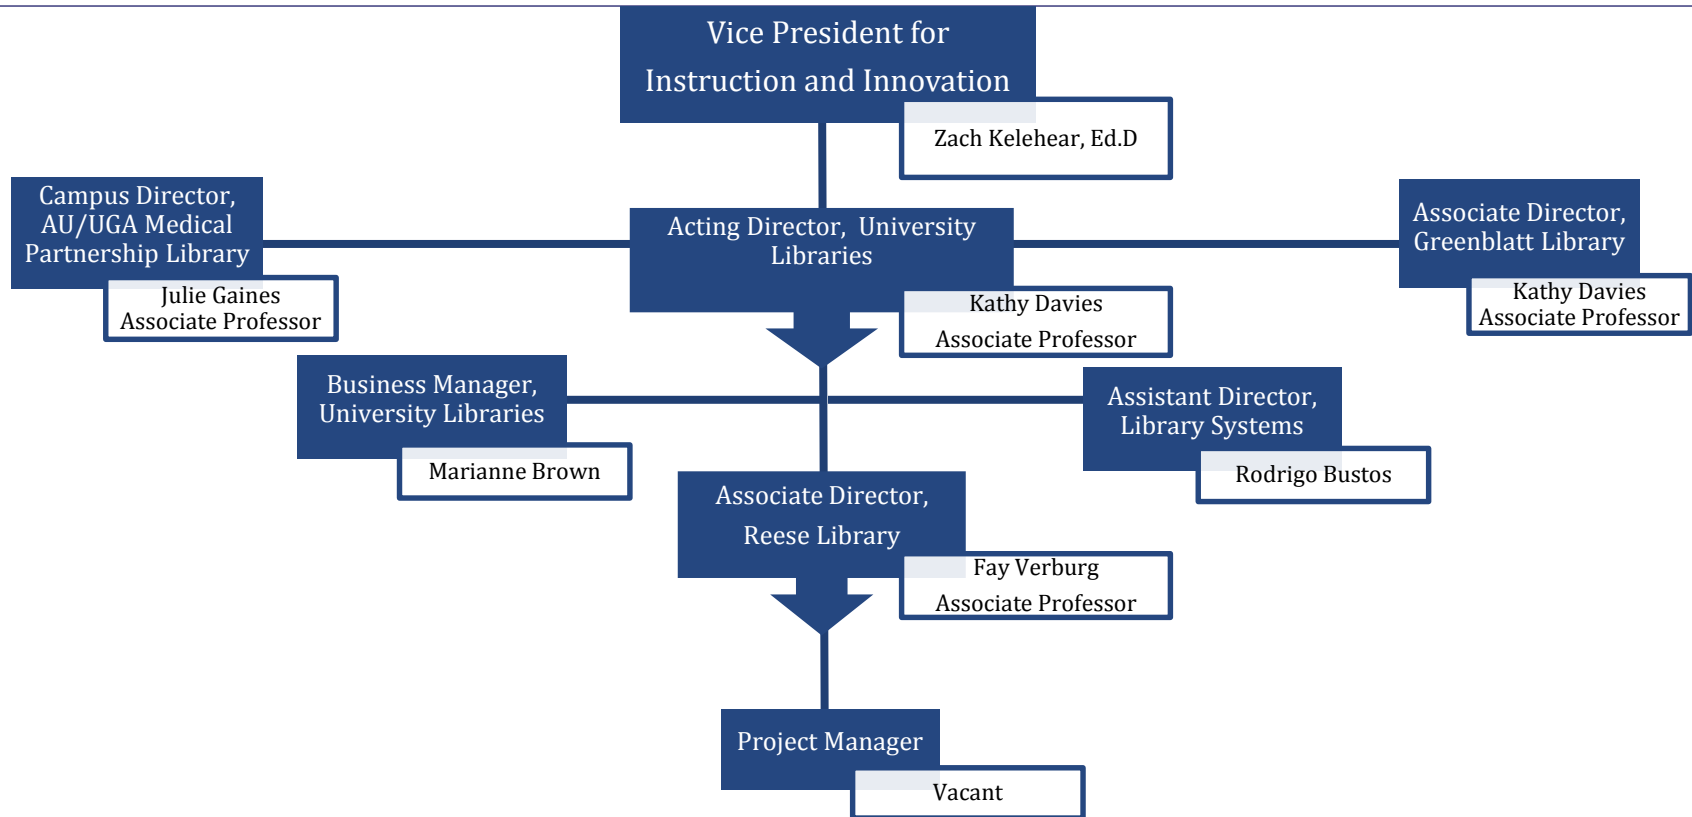 Vice President for
Instruction and Innovation
Zach Kelehear, Ed.D
Campus Director,
AU/UGA Medical
Partnership Library
Julie Gaines
Associate Professor
Acting Director, University
Libraries
Kathy Davies
Associate Professor
Associate Director,
Greenblatt Library
Kathy Davies
Associate Professor
Business Manager,
University Libraries
Marianne Brown
Assistant Director,
Library Systems
Rodrigo Bustos
Associate Director,
Reese Library
Fay Verburg
Associate Professor
Project Manager
Vacant